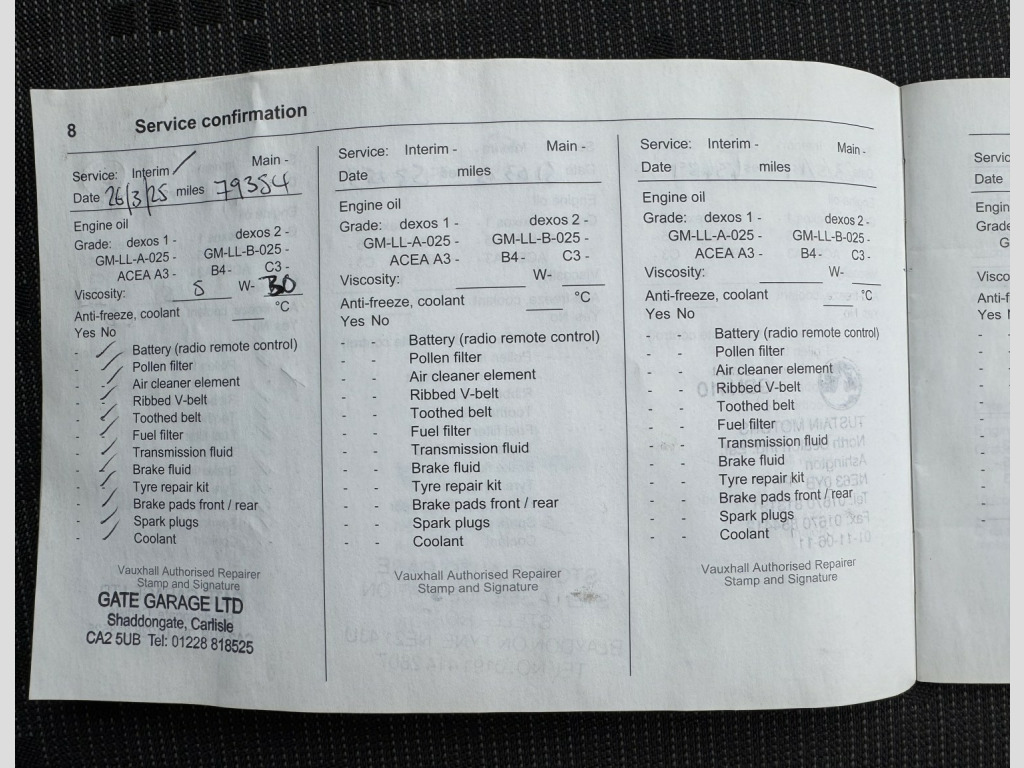 8 Service confirmation
Service: Interim / Main -
Date 26/3/25 miles 79354
Engine oil
Grade: dexos 1 - dexos 2 -
GM-LL-A-025 - GM-LL-B-025 -
ACEA A3 - B4 - C3 -
Viscosity: 5 W- 30
Anti-freeze, coolant °C
Yes No
- / Battery (radio remote control)
- / Pollen filter
- / Air cleaner element
- / Ribbed V-belt
- / Toothed belt
- / Fuel filter
- / Transmission fluid
- / Brake fluid
- / Tyre repair kit
- / Brake pads front / rear
- / Spark plugs
- / Coolant
Vauxhall Authorised Repairer
Stamp and Signature
GATE GARAGE LTD
Shaddongate, Carlisle
CA2 5UB Tel: 01228 818525
Service: Interim - Main -
Date miles
Engine oil
Grade: dexos 1 - dexos 2 -
GM-LL-A-025 - GM-LL-B-025 -
ACEA A3 - B4 - C3 -
Viscosity: W-
Anti-freeze, coolant °C
Yes No
- - Battery (radio remote control)
- - Pollen filter
- - Air cleaner element
- - Ribbed V-belt
- - Toothed belt
- - Fuel filter
- - Transmission fluid
- - Brake fluid
- - Tyre repair kit
- - Brake pads front / rear
- - Spark plugs
- - Coolant
Vauxhall Authorised Repairer
Stamp and Signature
Service: Interim - Main -
Date miles
Engine oil
Grade: dexos 1 - dexos 2 -
GM-LL-A-025 - GM-LL-B-025 -
ACEA A3 - B4 - C3 -
Viscosity: W-
Anti-freeze, coolant °C
Yes No
- - Battery (radio remote control)
- - Pollen filter
- - Air cleaner element
- - Ribbed V-belt
- - Toothed belt
- - Fuel filter
- - Transmission fluid
- - Brake fluid
- - Tyre repair kit
- - Brake pads front / rear
- - Spark plugs
- - Coolant
Vauxhall Authorised Repairer
Stamp and Signature
Date